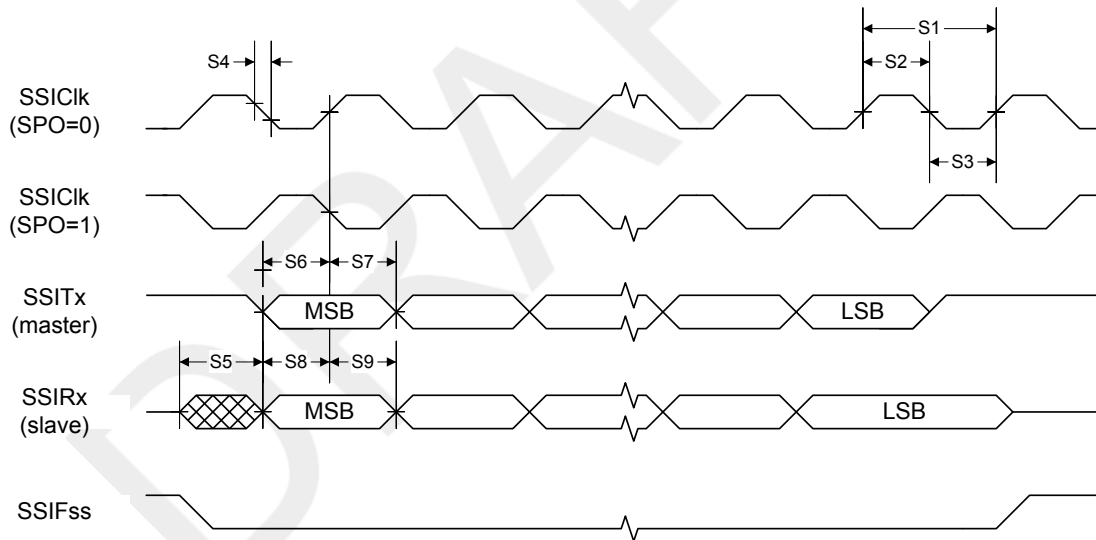 S1
S4
S2
SSIClk
(SPO=0)
S3
SSIClk
(SPO=1)
S6 S7
SSITx
(master)
MSB
LSB
S5 S8 S9
SSIRx
(slave)
MSB
LSB
SSIFss